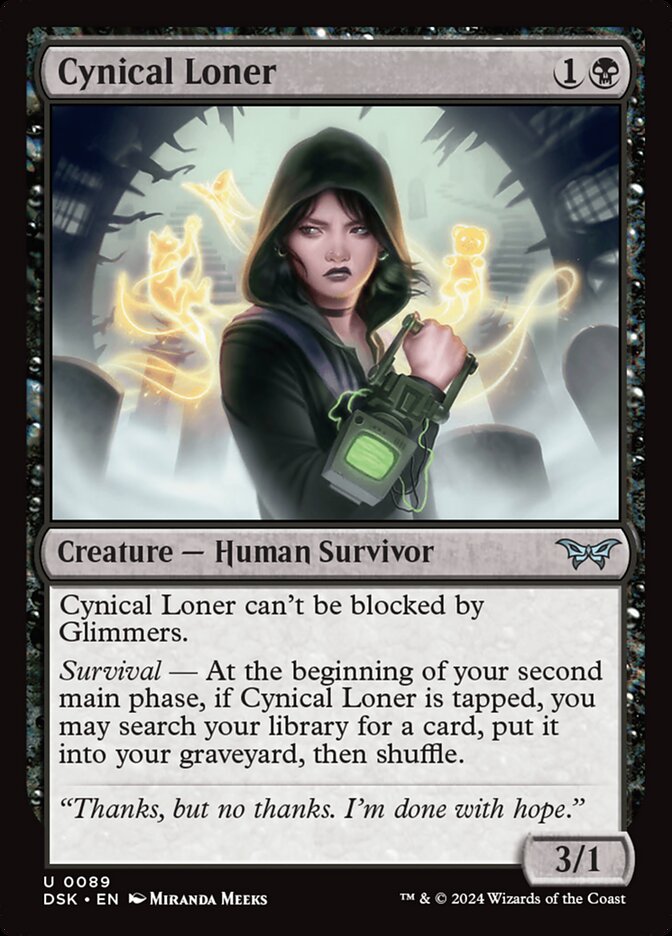 Cynical Loner 1
Creature — Human Survivor
Cynical Loner can't be blocked by
Glimmers.
Survival — At the beginning of your second
main phase, if Cynical Loner is tapped, you
may search your library for a card, put it
into your graveyard, then shuffle.
“Thanks, but no thanks. I'm done with hope.”
3/1
U 0089
DSK • EN Miranda Meeks
™ & © 2024 Wizards of the Coast